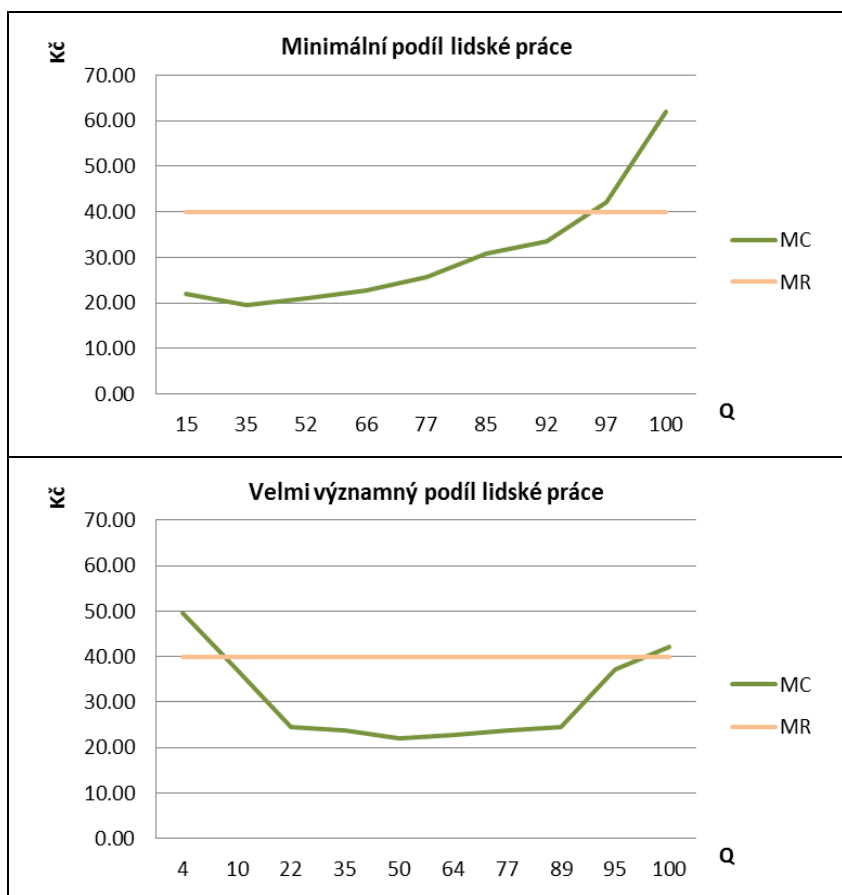 Minimální podíl lidské práce
Kč
70.00
60.00
50.00
40.00
30.00
20.00
10.00
0.00
MC
MR
15 35 52 66 77 85 92 97 100
Q
Velmi významný podíl lidské práce
Kč
70.00
60.00
50.00
40.00
30.00
20.00
10.00
0.00
MC
MR
4 10 22 35 50 64 77 89 95 100
Q